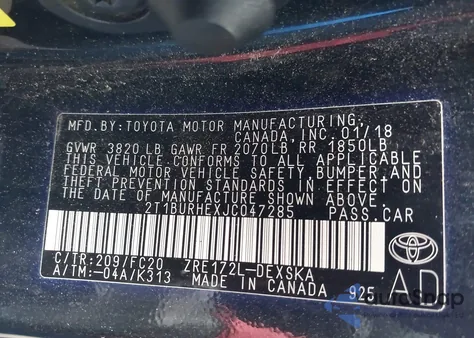 MFD.BY:TOYOTA MOTOR MANUFACTURING,
CANADA, INC. 01/18
GVWR 3820 LB GAWR FR 2070LB RR 1850LB
THIS VEHICLE CONFORMS TO ALL APPLICABLE
FEDERAL MOTOR VEHICLE SAFETY, BUMPER, AND
THEFT PREVENTION STANDARDS IN EFFECT ON
THE DATE OF MANUFACTURE SHOWN ABOVE.
2T1BURHEXJC047285 PASS.CAR
C/TR:209/FC20 ZRE172L-DEXSKA
A/TM:-04A/K313 MADE IN CANADA 925
AD
AutoSnap